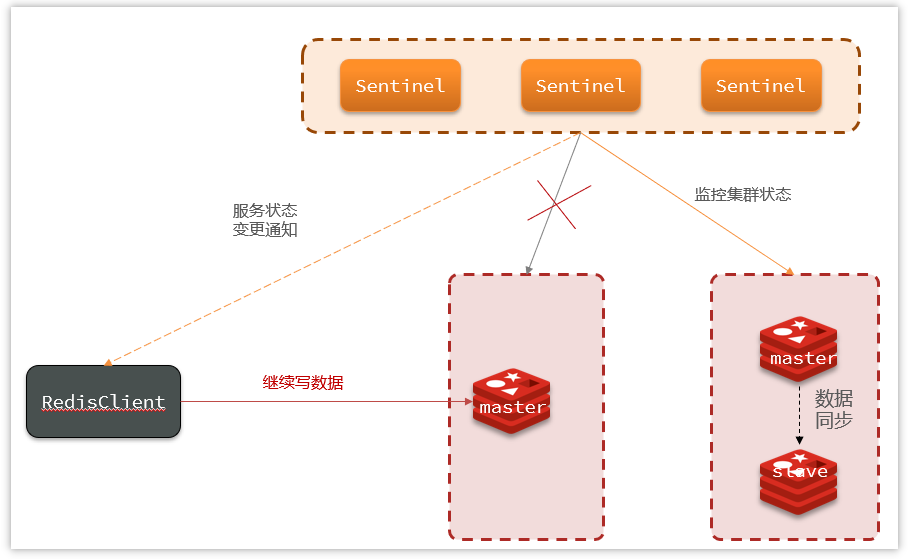 Sentinel
Sentinel
Sentinel
监控集群状态
服务状态
变更通知
master
继续写数据
RedisClient
master
数据
同步
slave